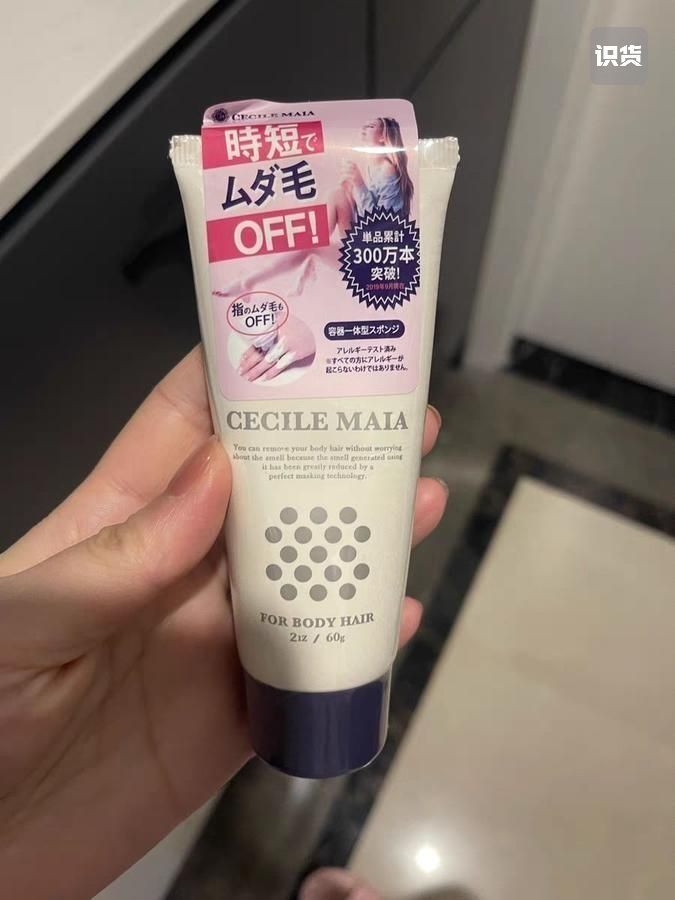 识货
CECILE MAIA
時短で
ムダ毛
OFF!
単品累計
300万本
突破!
2019年9月現在
指のムダ毛も
OFF!
容器一体型スポンジ
アレルギーテスト済み
※すべての方にアレルギーが
起こらないわけではありません。
CECILE MAIA
You can remove your body hair without worrying
about the smell because the smell generated using
it has been greatly reduced by a
perfect masking technology.
FOR BODY HAIR
2IZ / 60g